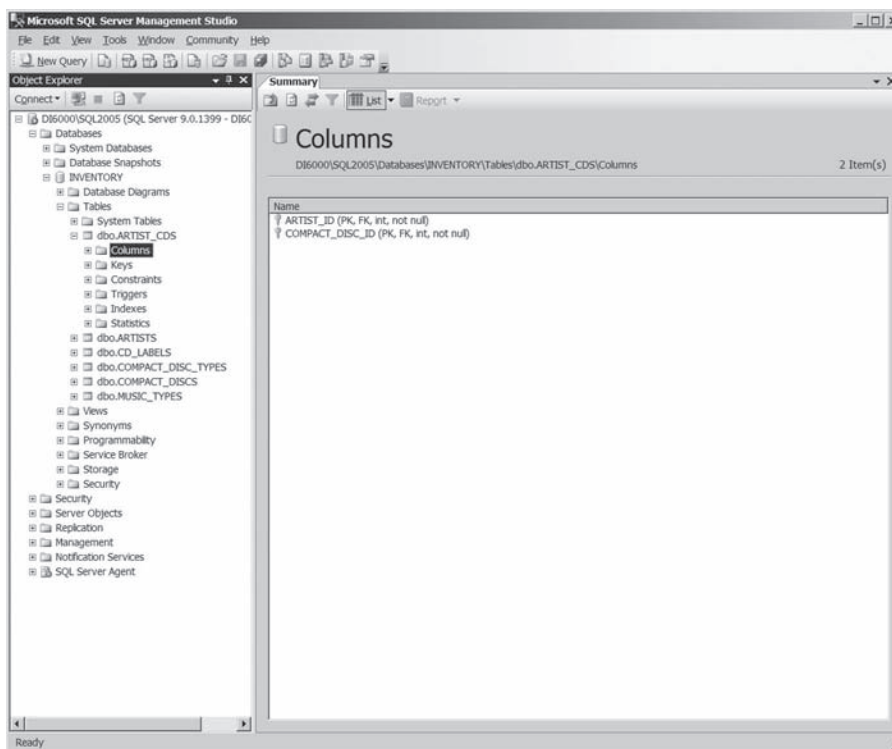 Microsoft SQL Server Management Studio
File Edit View Tools Window Community Help
New Query
Object Explorer
Connect
DI6000\SQL2005 (SQL Server 9.0.1399 - DI60
Databases
System Databases
Database Snapshots
INVENTORY
Database Diagrams
Tables
System Tables
dbo.ARTIST_CDS
Columns
Keys
Constraints
Triggers
Indexes
Statistics
dbo.ARTISTS
dbo.CD_LABELS
dbo.COMPACT_DISC_TYPES
dbo.COMPACT_DISCS
dbo.MUSIC_TYPES
Views
Synonyms
Programmability
Service Broker
Storage
Security
Security
Server Objects
Replication
Management
Notification Services
SQL Server Agent
Summary
List Report
Columns
DI6000\SQL2005\Databases\INVENTORY\Tables\dbo.ARTIST_CDS\Columns 2 Item(s)
Name
ARTIST_ID (PK, FK, int, not null)
COMPACT_DISC_ID (PK, FK, int, not null)
Ready